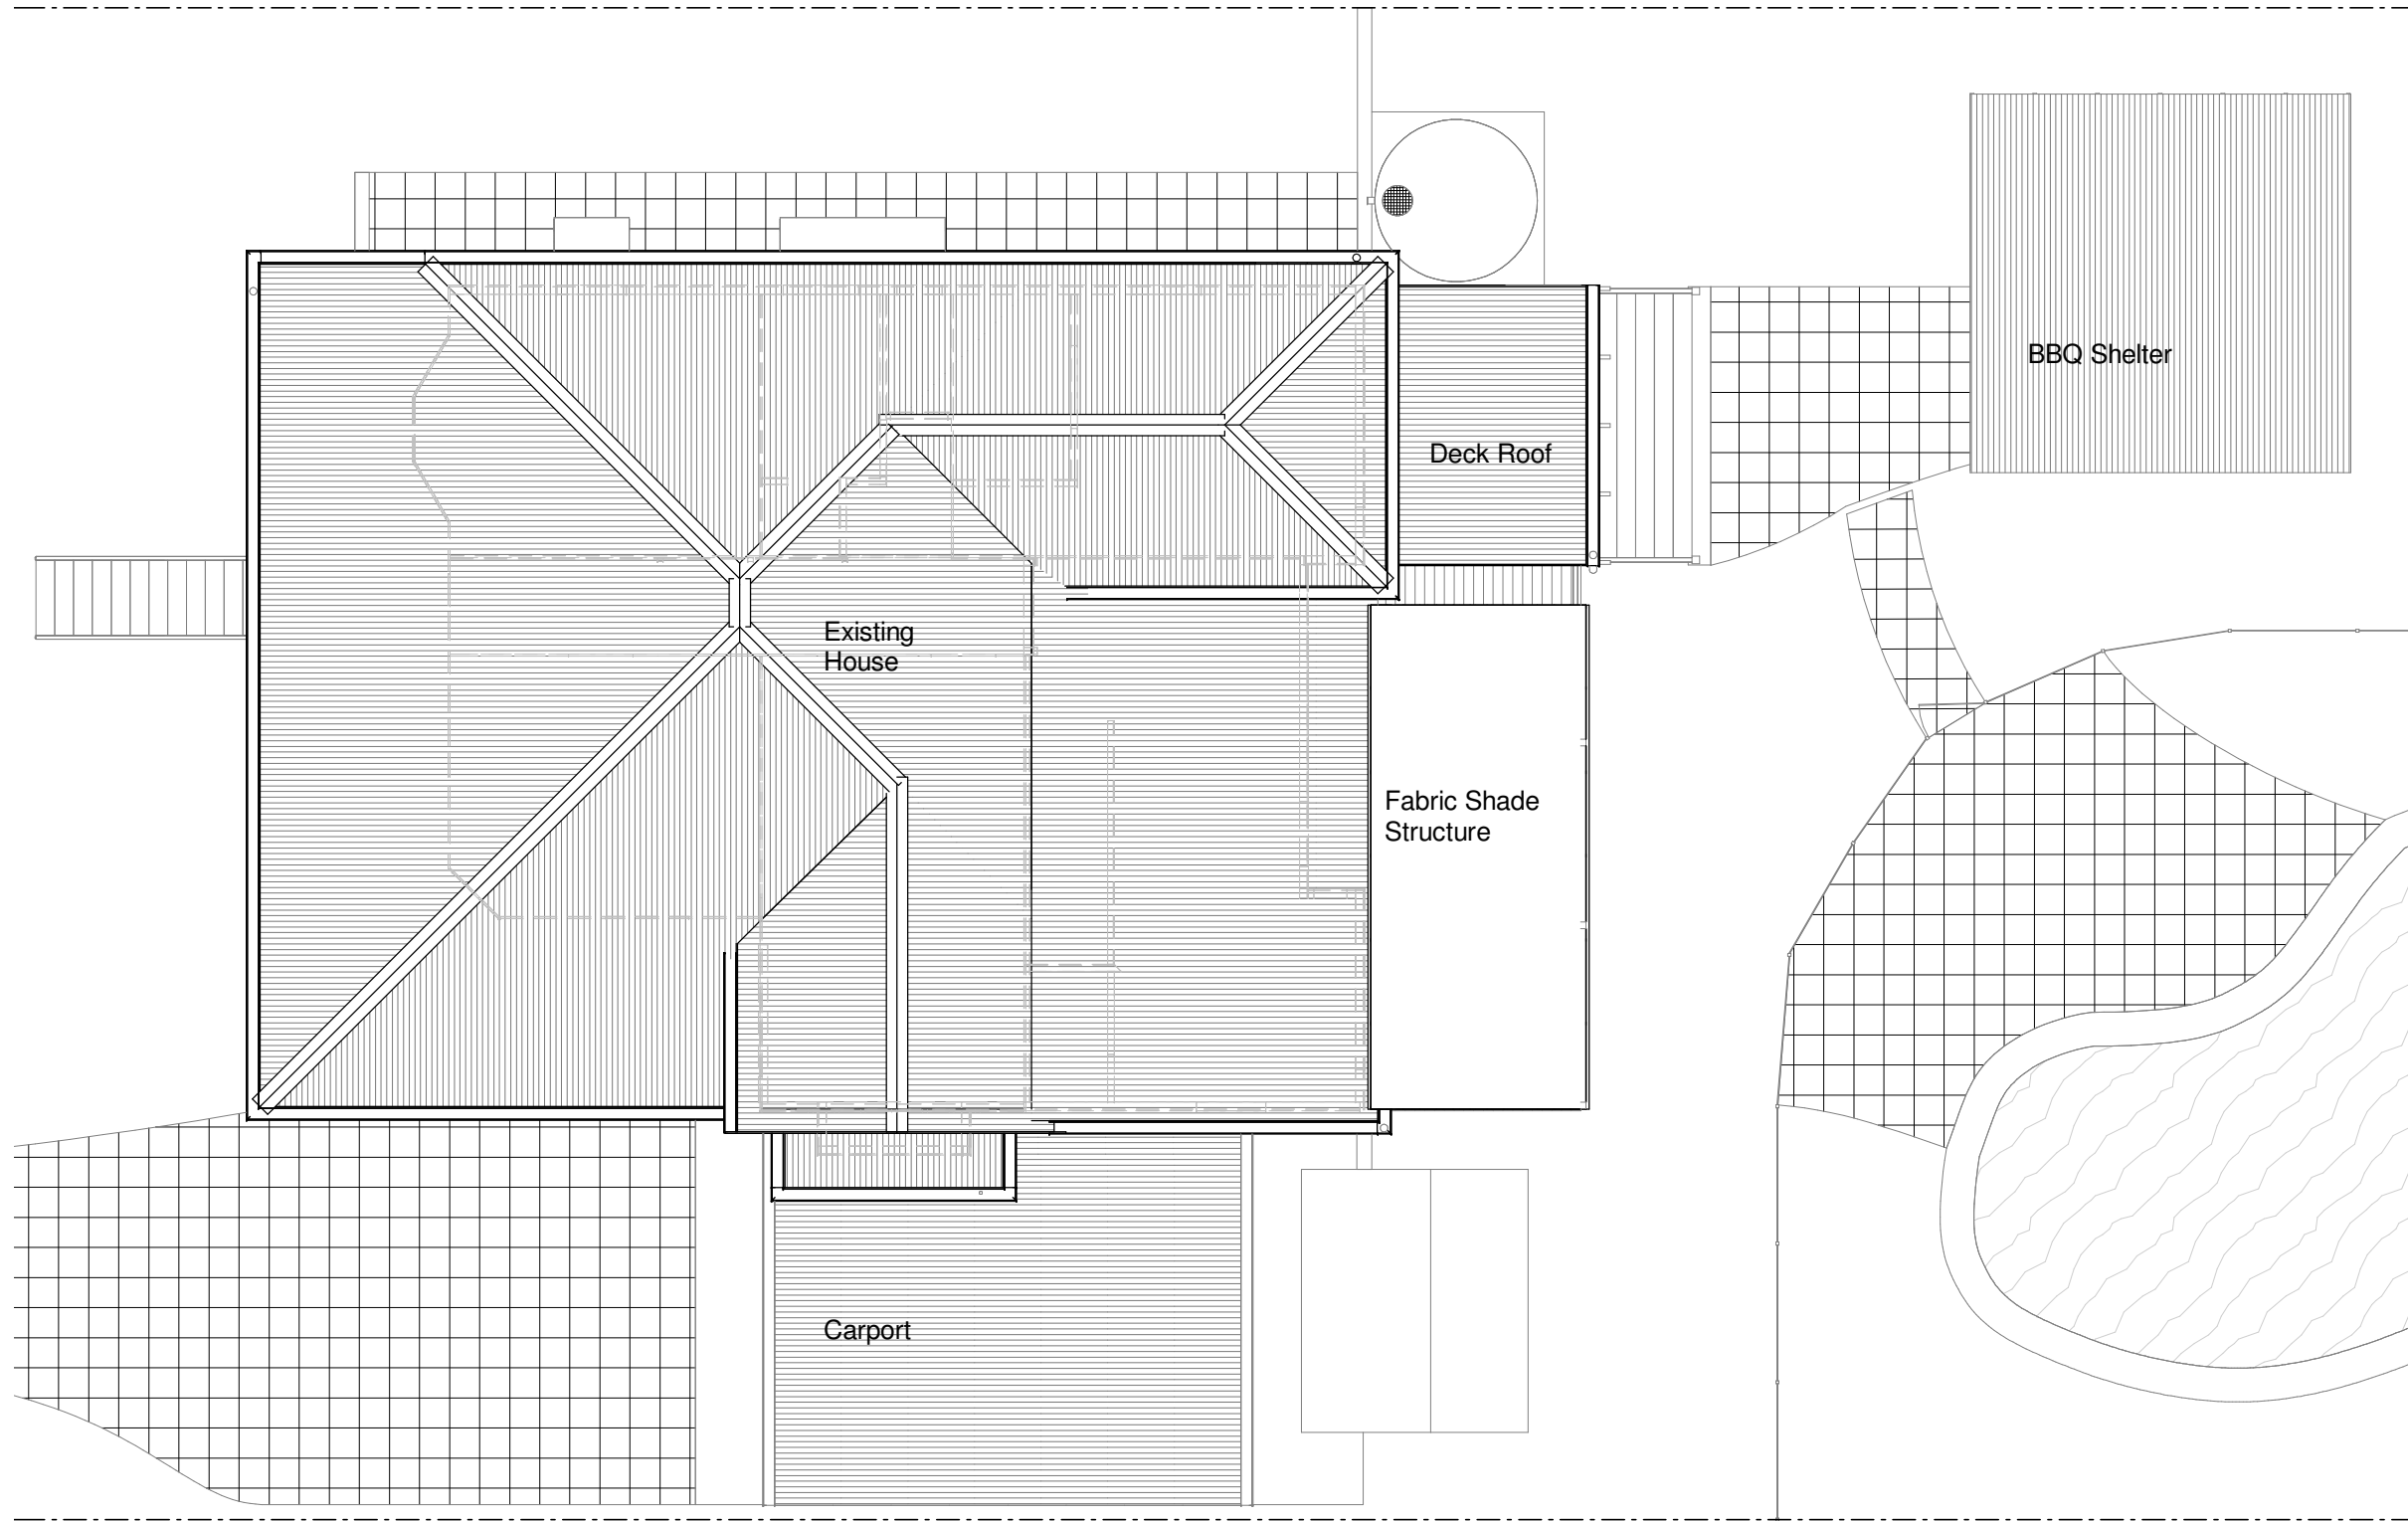 BBQ Shelter
Deck Roof
Existing
House
Fabric Shade
Structure
Carport